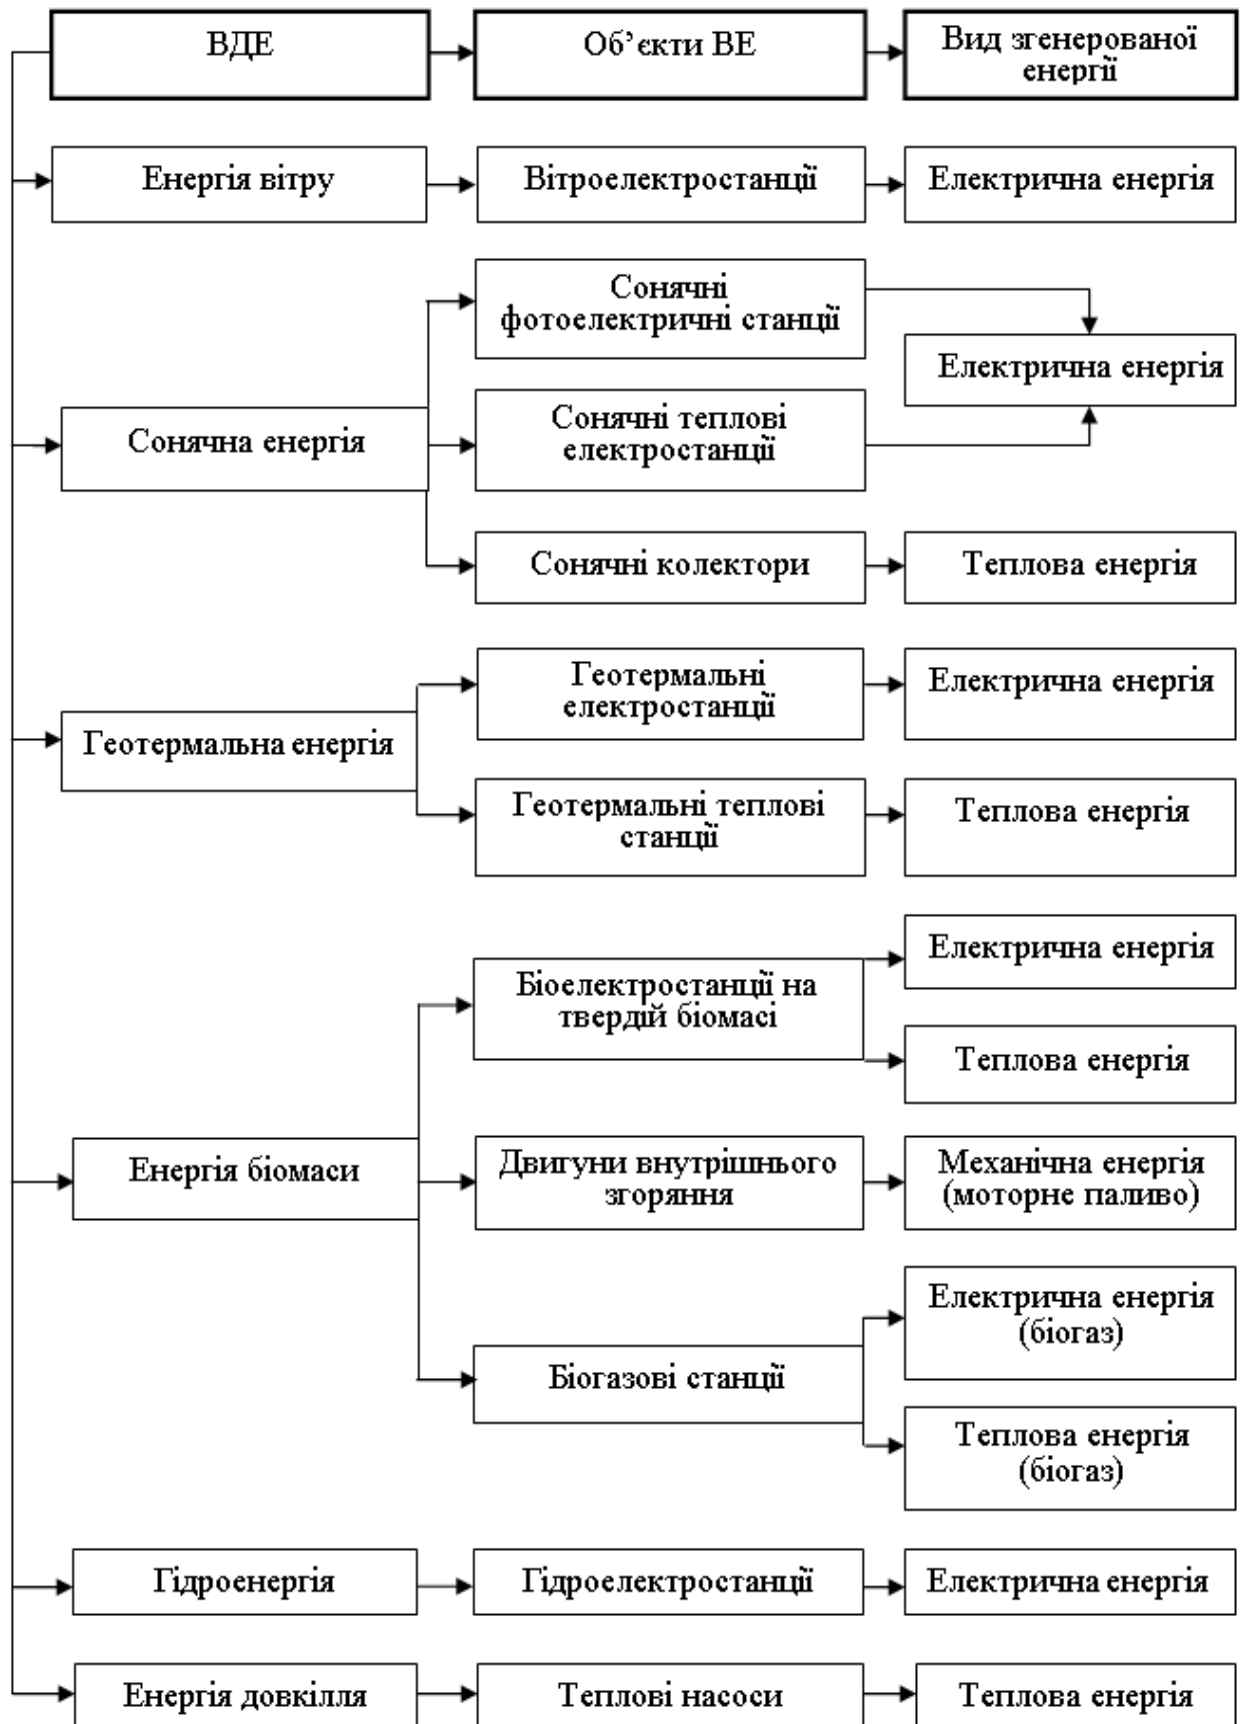 ВДЕ
Об’єкти ВЕ
Вид згенерованої
енергії
Енергія вітру
Вітроелектростанції
Електрична енергія
Сонячні
фотоелектричні станції
Електрична енергія
Сонячна енергія
Сонячні теплові
електростанції
Сонячні колектори
Теплова енергія
Геотермальні
електростанції
Електрична енергія
Геотермальна енергія
Геотермальні теплові
станції
Теплова енергія
Біоелектростанції на
твердій біомасі
Електрична енергія
Теплова енергія
Енергія біомаси
Двигуни внутрішнього
згоряння
Механічна енергія
(моторне паливо)
Біогазові станції
Електрична енергія
(біогаз)
Теплова енергія
(біогаз)
Гідроенергія
Гідроелектростанції
Електрична енергія
Енергія довкілля
Теплові насоси
Теплова енергія